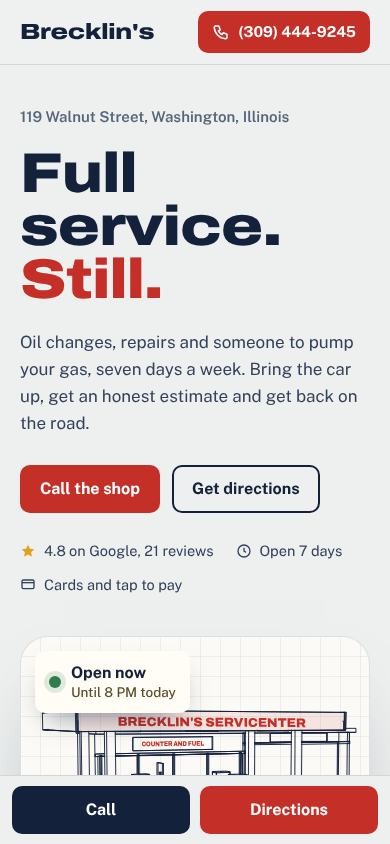 Brecklin's
(309) 444-9245
119 Walnut Street, Washington, Illinois
Full
service.
Still.
Oil changes, repairs and someone to pump
your gas, seven days a week. Bring the car
up, get an honest estimate and get back on
the road.
Call the shop
Get directions
4.8 on Google, 21 reviews
Open 7 days
Cards and tap to pay
Open now
Until 8 PM today
BRECKLIN'S SERVICENTER
COUNTER AND FUEL
Call
Directions